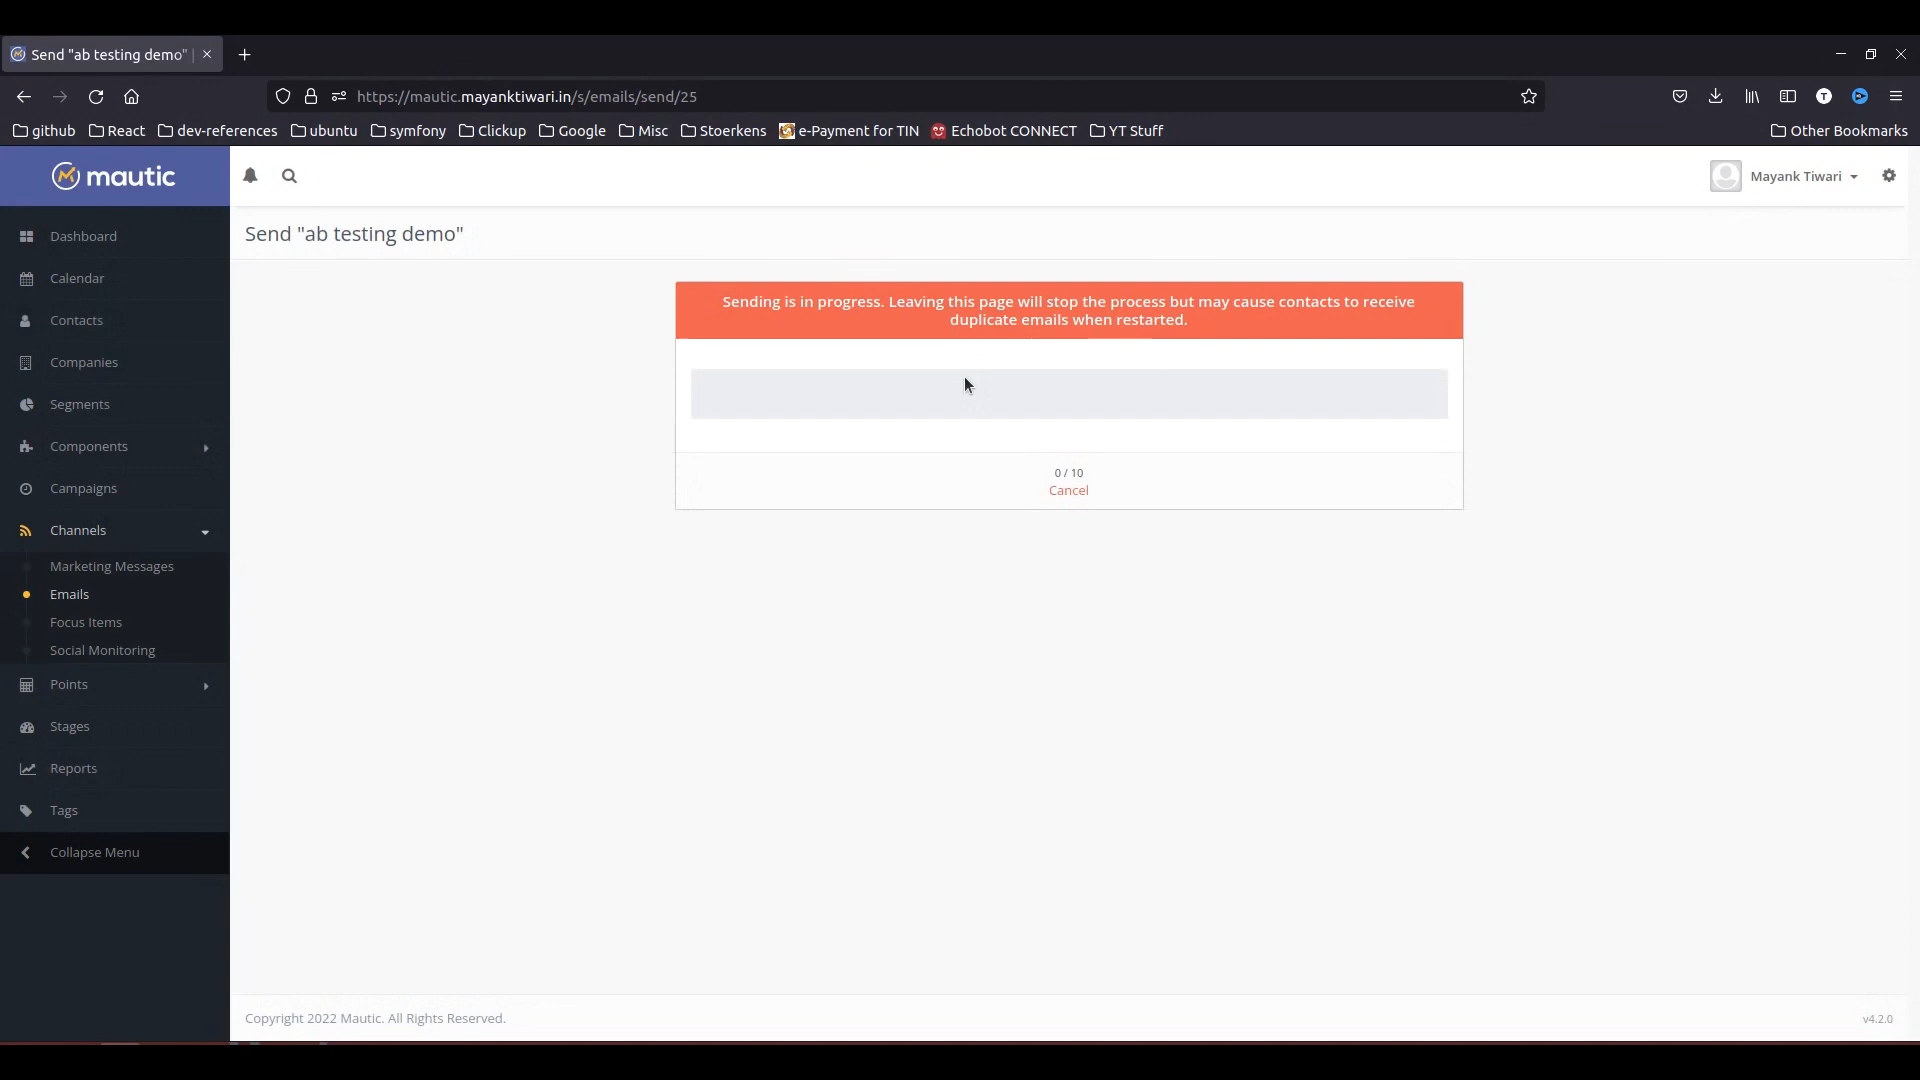 Send "ab testing demo" |
https://mautic.mayanktiwari.in/s/emails/send/25
github React dev-references ubuntu symfony Clickup Google Misc Stoerkens e-Payment for TIN Echobot CONNECT YT Stuff Other Bookmarks
mautic
Mayank Tiwari
Send "ab testing demo"
Dashboard
Calendar
Contacts
Companies
Segments
Components
Campaigns
Channels
Marketing Messages
Emails
Focus Items
Social Monitoring
Points
Stages
Reports
Tags
Collapse Menu
Sending is in progress. Leaving this page will stop the process but may cause contacts to receive
duplicate emails when restarted.
0 / 10
Cancel
Copyright 2022 Mautic. All Rights Reserved.
v4.2.0